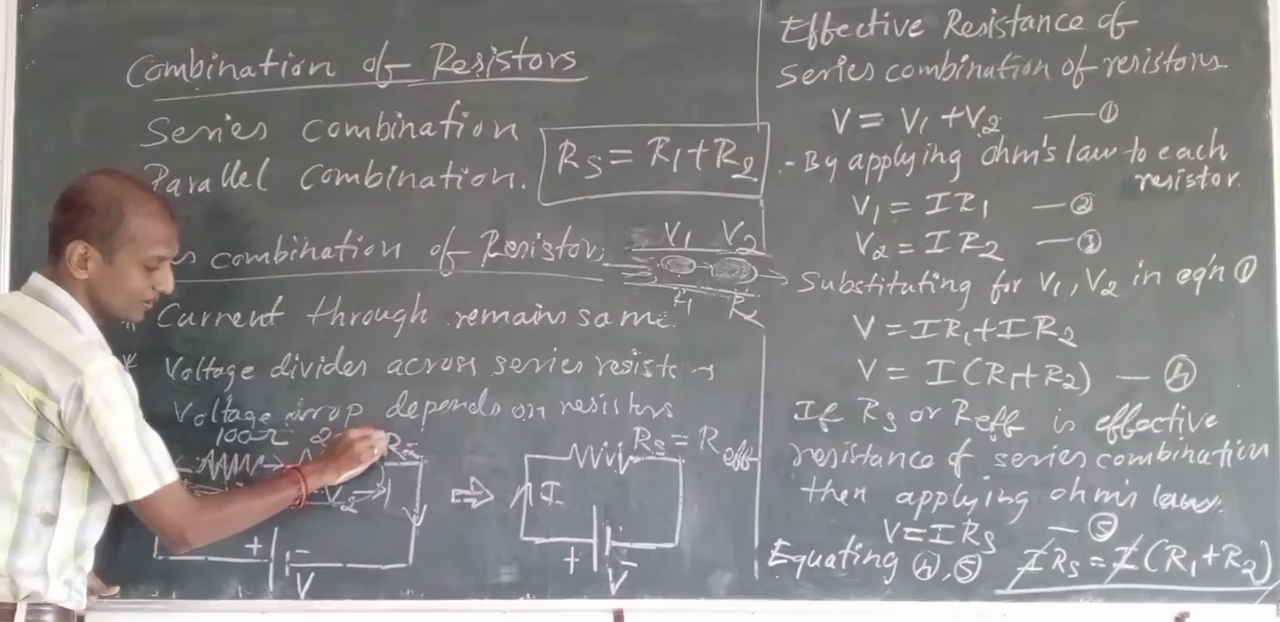 Combination of Resistors
Series combination
Parallel combination.
Rs = R1+R2
combination of Resistors
V1 V2
R2
* Current through remains same.
* Voltage divides across series resistors
Voltage drop depends on resistors
100Ω
V2
+ V
Rs = Reff
I
+ V
Effective Resistance of
series combination of resistors.
V = V1 + V2 — ①
- By applying ohm's law to each
resistor.
V1 = IR1 — ②
V2 = IR2 — ③
Substituting for V1, V2 in eq'n ①
V = IR1 + IR2
V = I(R1+R2) — ④
If Rs or Reff is effective
resistance of series combination
then applying ohm's law.
V = IRs — ⑤
Equating ④, ⑤ IRs = I(R1+R2)